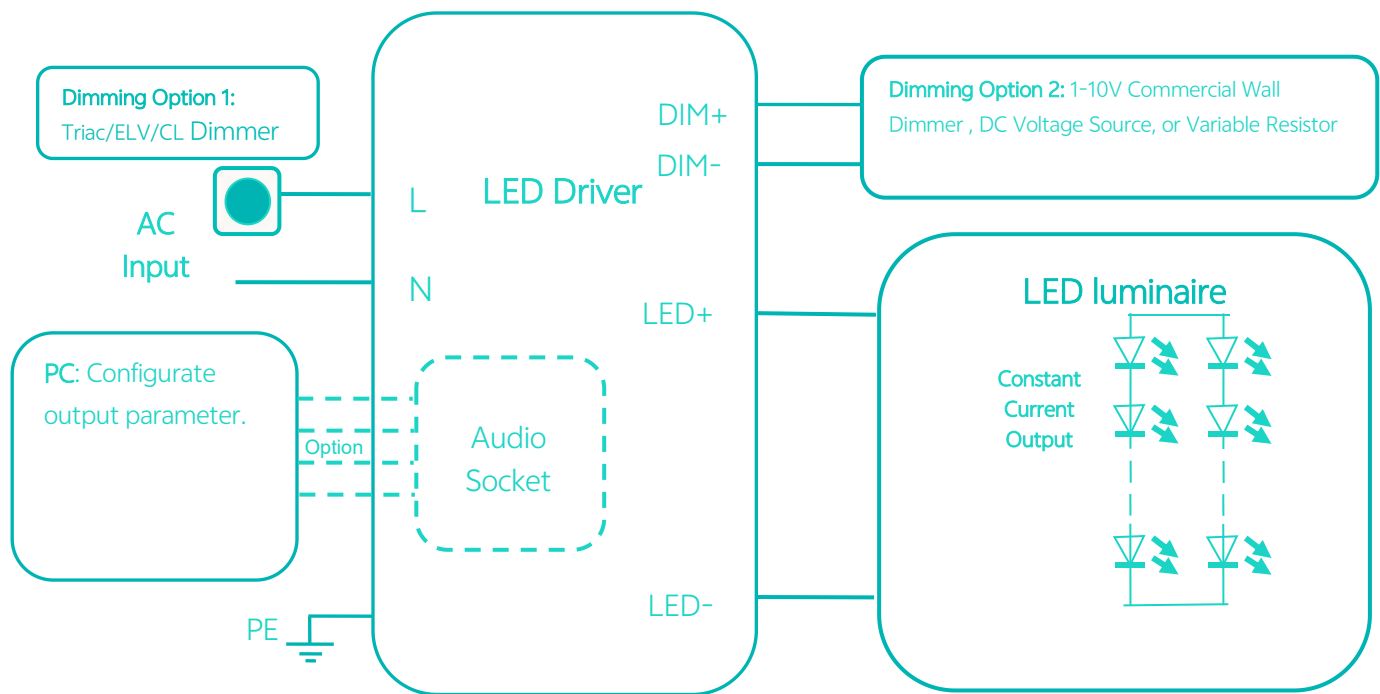 Dimming Option 1:
Triac/ELV/CL Dimmer
AC
Input
L
N
LED Driver
DIM+
DIM-
LED+
LED-
Dimming Option 2: 1-10V Commercial Wall
Dimmer , DC Voltage Source, or Variable Resistor
LED luminaire
Constant
Current
Output
PC: Configurate
output parameter.
Option
Audio
Socket
PE